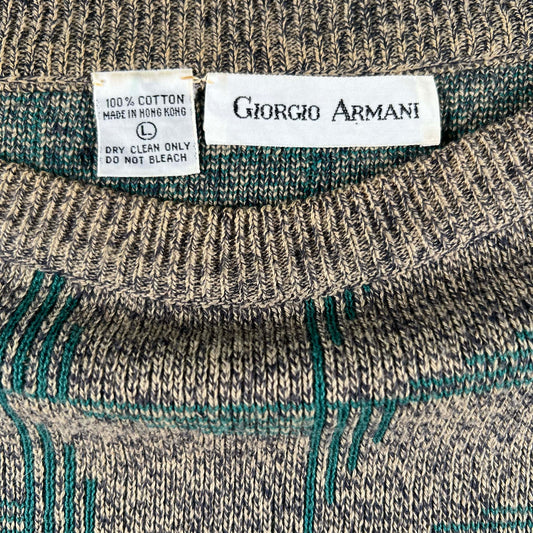 100% COTTON
MADE IN HONG KONG
L
DRY CLEAN ONLY
DO NOT BLEACH
GIORGIO ARMANI